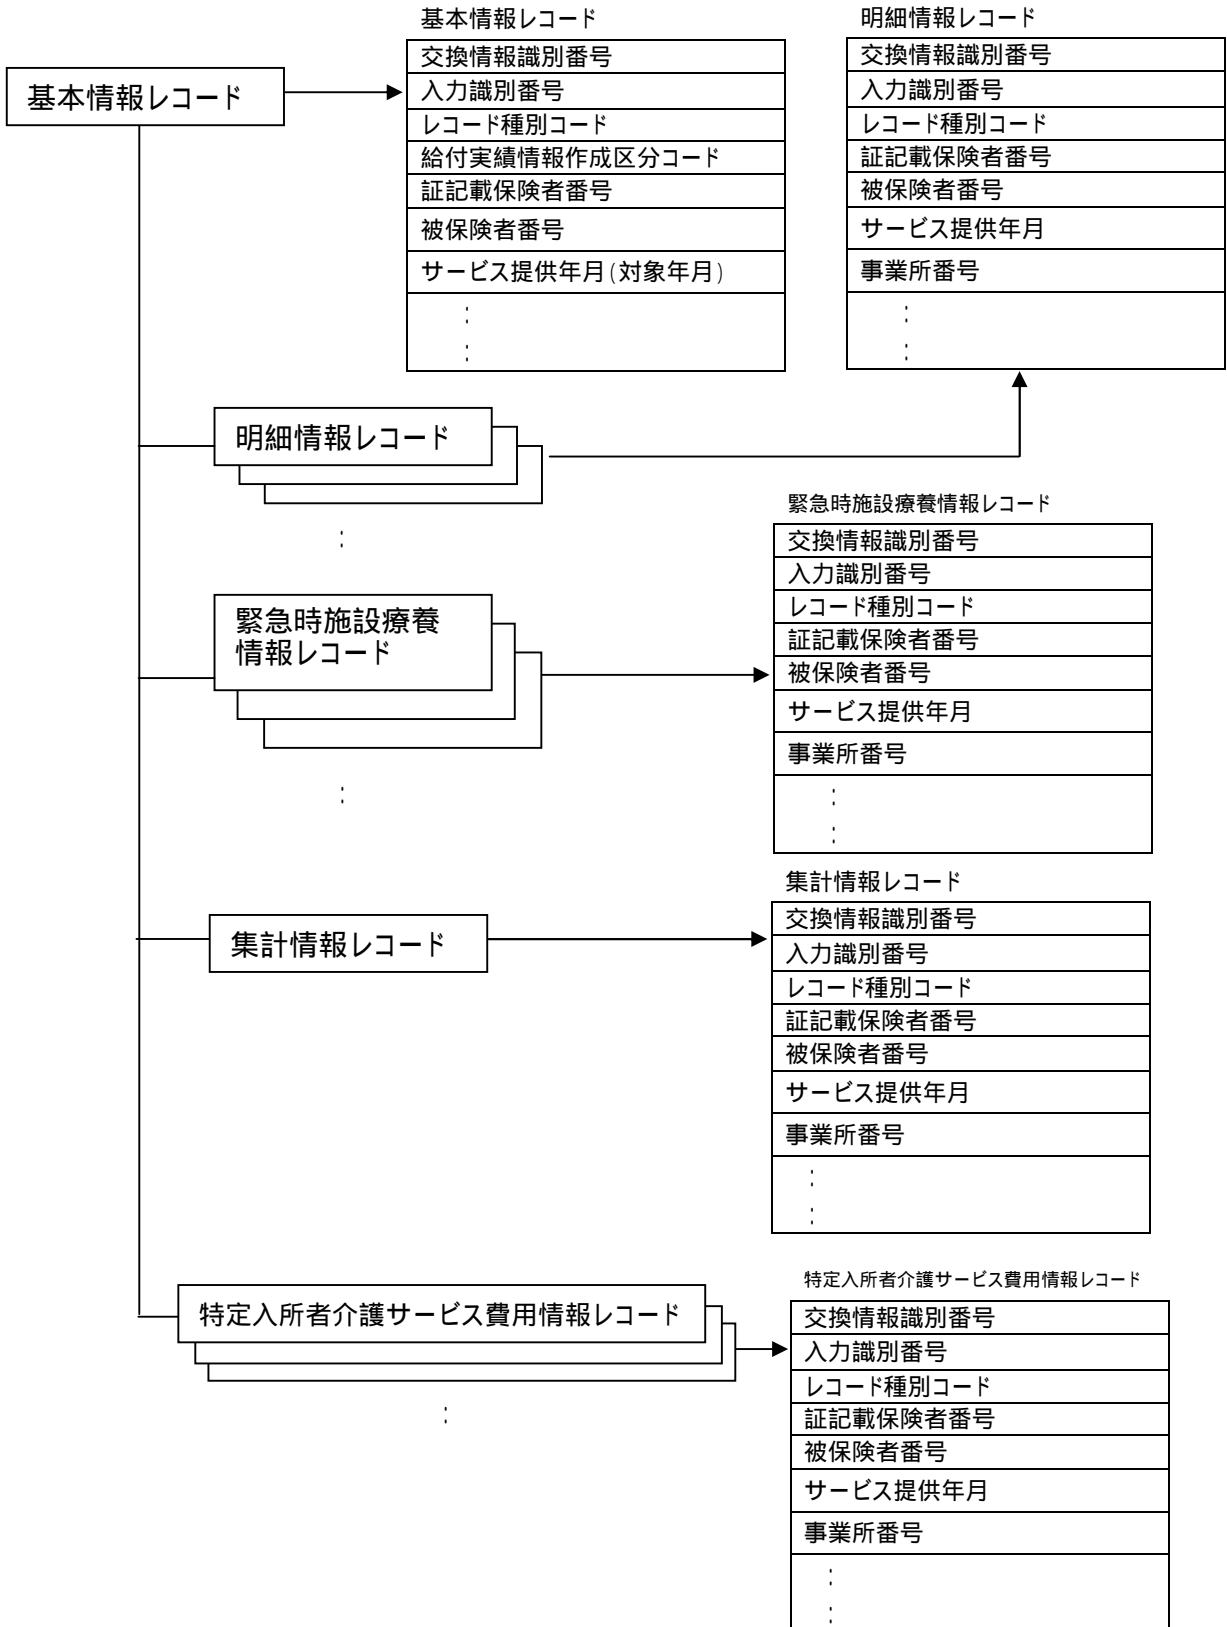 基本情報レコード
基本情報レコード
交換情報識別番号
入力識別番号
レコード種別コード
給付実績情報作成区分コード
証記載保険者番号
被保険者番号
サービス提供年月(対象年月)
:
:
明細情報レコード
交換情報識別番号
入力識別番号
レコード種別コード
証記載保険者番号
被保険者番号
サービス提供年月
事業所番号
:
:
明細情報レコード
:
緊急時施設療養
情報レコード
:
緊急時施設療養情報レコード
交換情報識別番号
入力識別番号
レコード種別コード
証記載保険者番号
被保険者番号
サービス提供年月
事業所番号
:
:
集計情報レコード
集計情報レコード
交換情報識別番号
入力識別番号
レコード種別コード
証記載保険者番号
被保険者番号
サービス提供年月
事業所番号
:
:
特定入所者介護サービス費用情報レコード
:
特定入所者介護サービス費用情報レコード
交換情報識別番号
入力識別番号
レコード種別コード
証記載保険者番号
被保険者番号
サービス提供年月
事業所番号
:
: